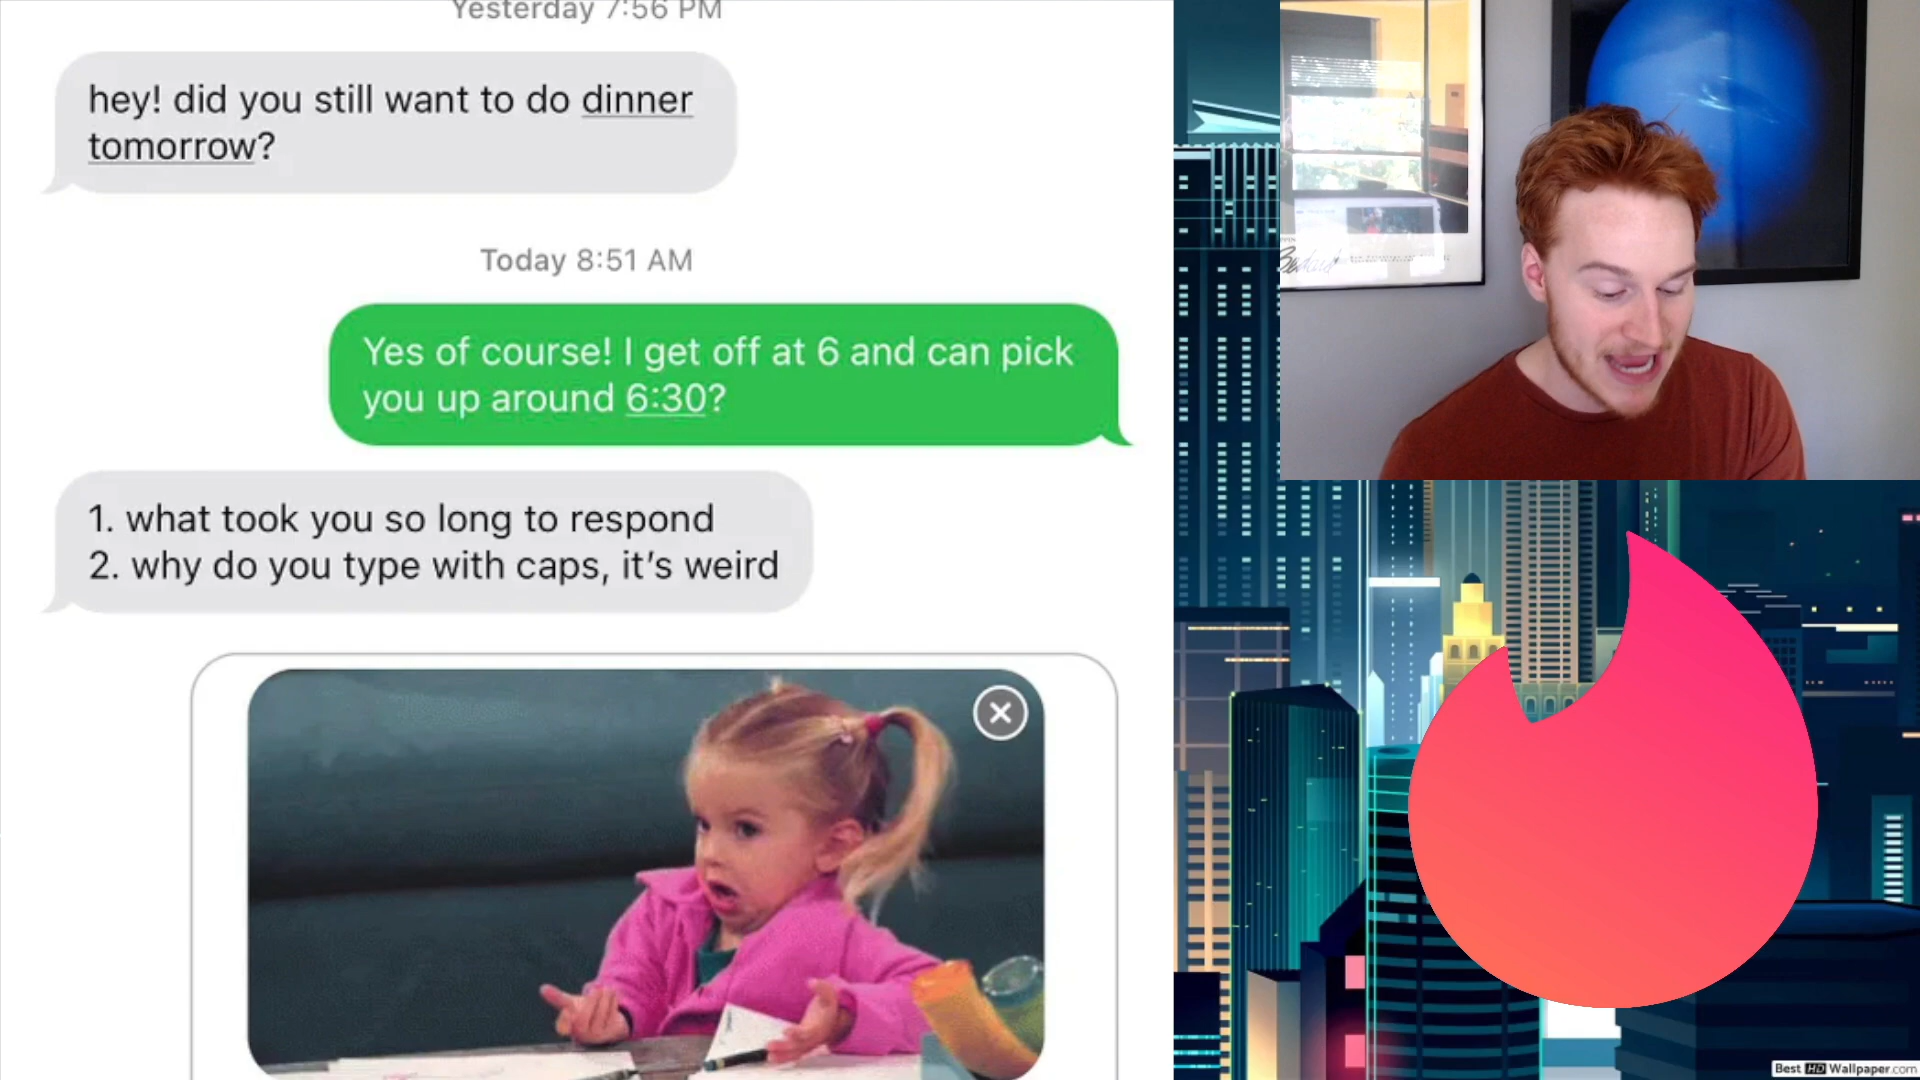 Yesterday 7:56 PM
hey! did you still want to do dinner
tomorrow?
Today 8:51 AM
Yes of course! I get off at 6 and can pick
you up around 6:30?
1. what took you so long to respond
2. why do you type with caps, it's weird
Best HD Wallpaper.com